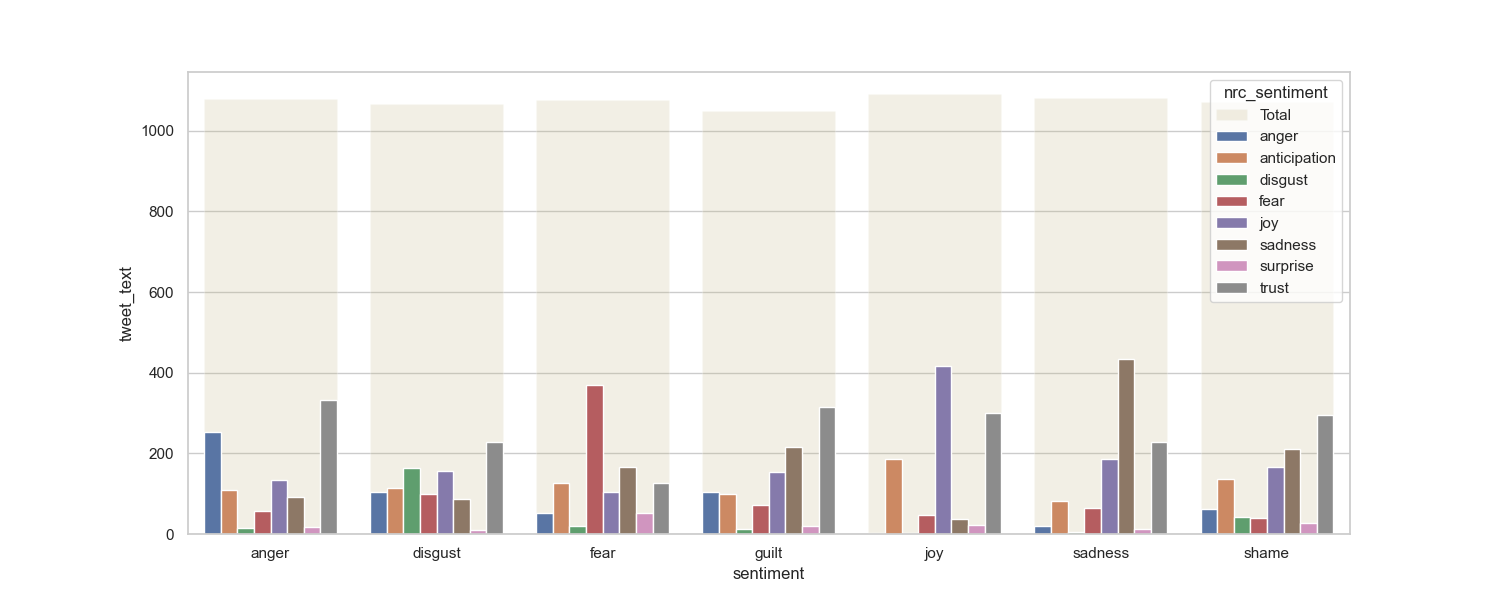 nrc_sentiment
Total
anger
anticipation
disgust
fear
joy
sadness
surprise
trust
tweet_text
1000
800
600
400
200
0
anger disgust fear guilt joy sadness shame
sentiment